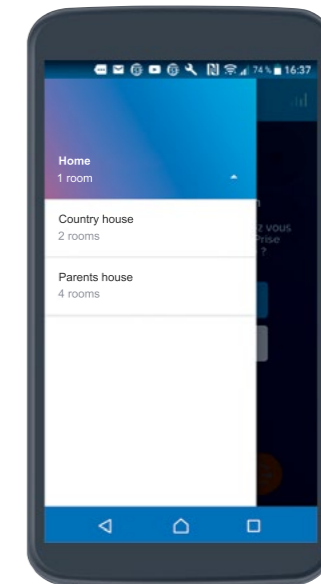 74 % 16:37
Home
1 room
n
z vous
Prise
?
Country house
2 rooms
Parents house
4 rooms